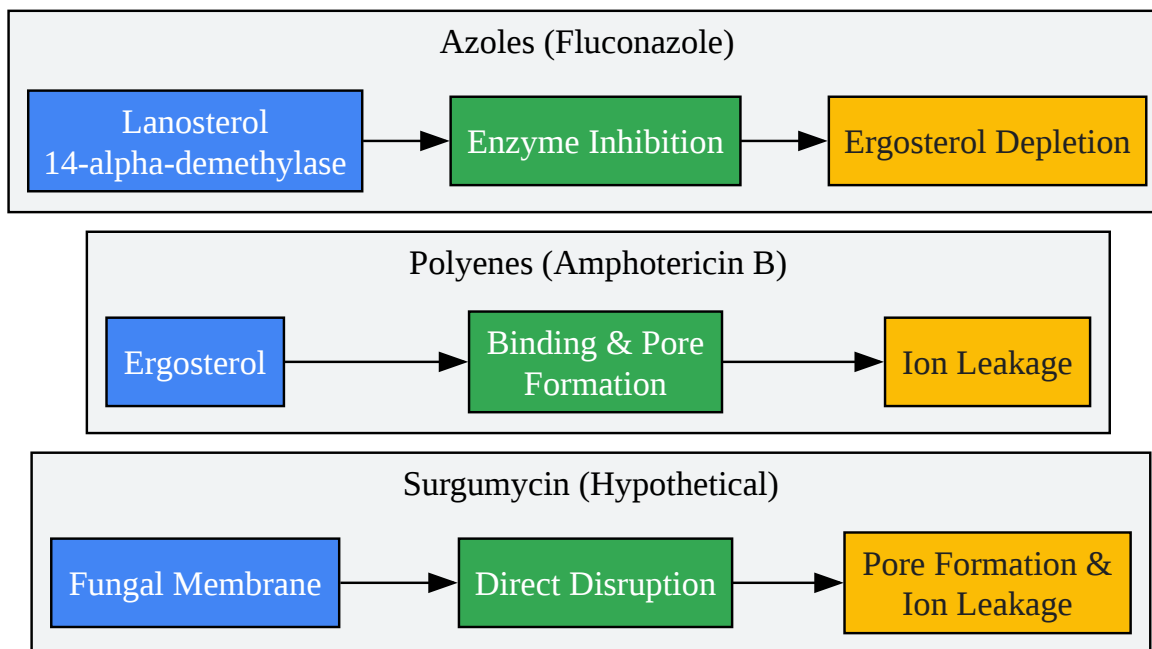 Azoles (Fluconazole)
Lanosterol
14-alpha-demethylase
Enzyme Inhibition
Ergosterol Depletion
Polyenes (Amphotericin B)
Ergosterol
Binding & Pore
Formation
Ion Leakage
Surgumycin (Hypothetical)
Fungal Membrane
Direct Disruption
Pore Formation &
Ion Leakage